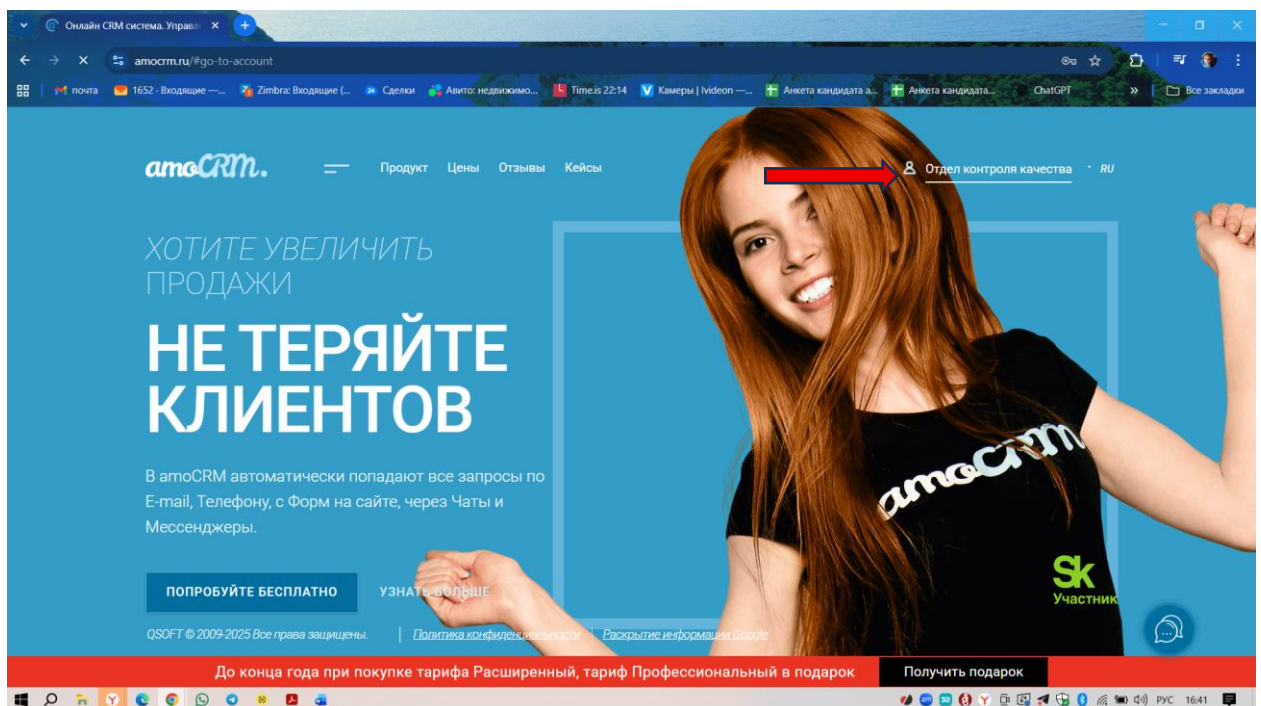 Онлайн CRM система. Управл
amocrm.ru/#go-to-account
почта
1652 - Входящие —...
Zimbra: Входящие (...
Сделки
Авито: недвижимо...
Time.is 22:14
Камеры | Ivideon —...
Анкета кандидата а...
Анкета кандидата...
ChatGPT
Все закладки
amoCRM.
Продукт Цены Отзывы Кейсы
Отдел контроля качества
RU
ХОТИТЕ УВЕЛИЧИТЬ
ПРОДАЖИ
НЕ ТЕРЯЙТЕ
КЛИЕНТОВ
В amoCRM автоматически попадают все запросы по
E-mail, Телефону, с Форм на сайте, через Чаты и
Мессенджеры.
amoCRM
Sk
Участник
ПОПРОБУЙТЕ БЕСПЛАТНО
УЗНАТЬ БОЛЬШЕ
QSOFT © 2009-2025 Все права защищены. | Политика конфиденциальности | Раскрытие информации Google
До конца года при покупке тарифа Расширенный, тариф Профессиональный в подарок
Получить подарок
РУС 16:41